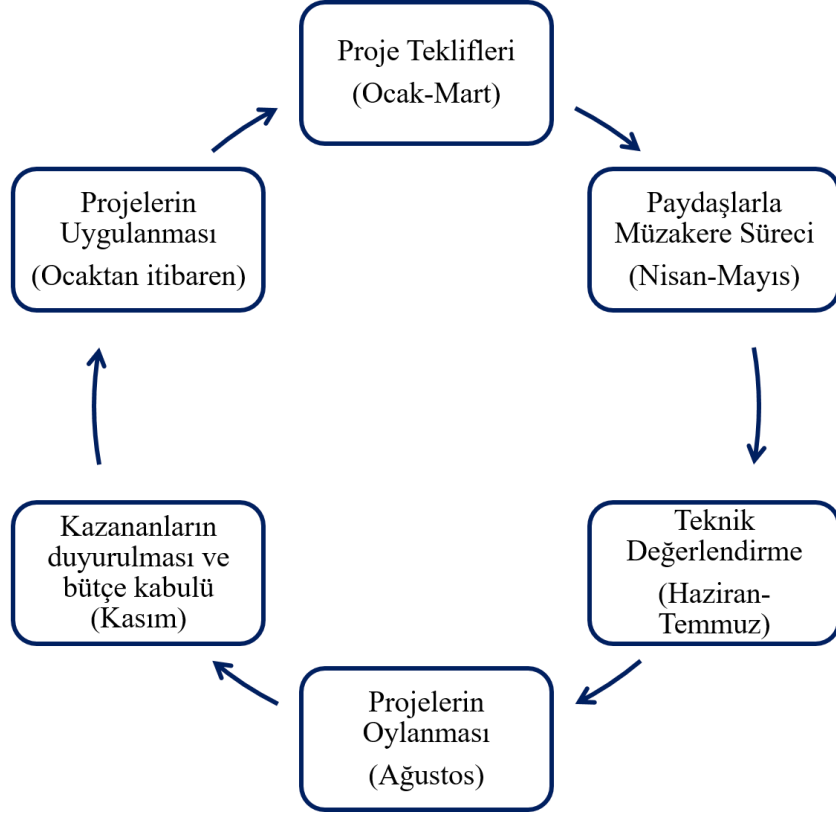 Proje Teklifleri
(Ocak-Mart)
Paydaşlarla
Müzakere Süreci
(Nisan-Mayıs)
Teknik
Değerlendirme
(Haziran-
Temmuz)
Projelerin
Oylanması
(Ağustos)
Kazananların
duyurulması ve
bütçe kabulü
(Kasım)
Projelerin
Uygulanması
(Ocaktan itibaren)